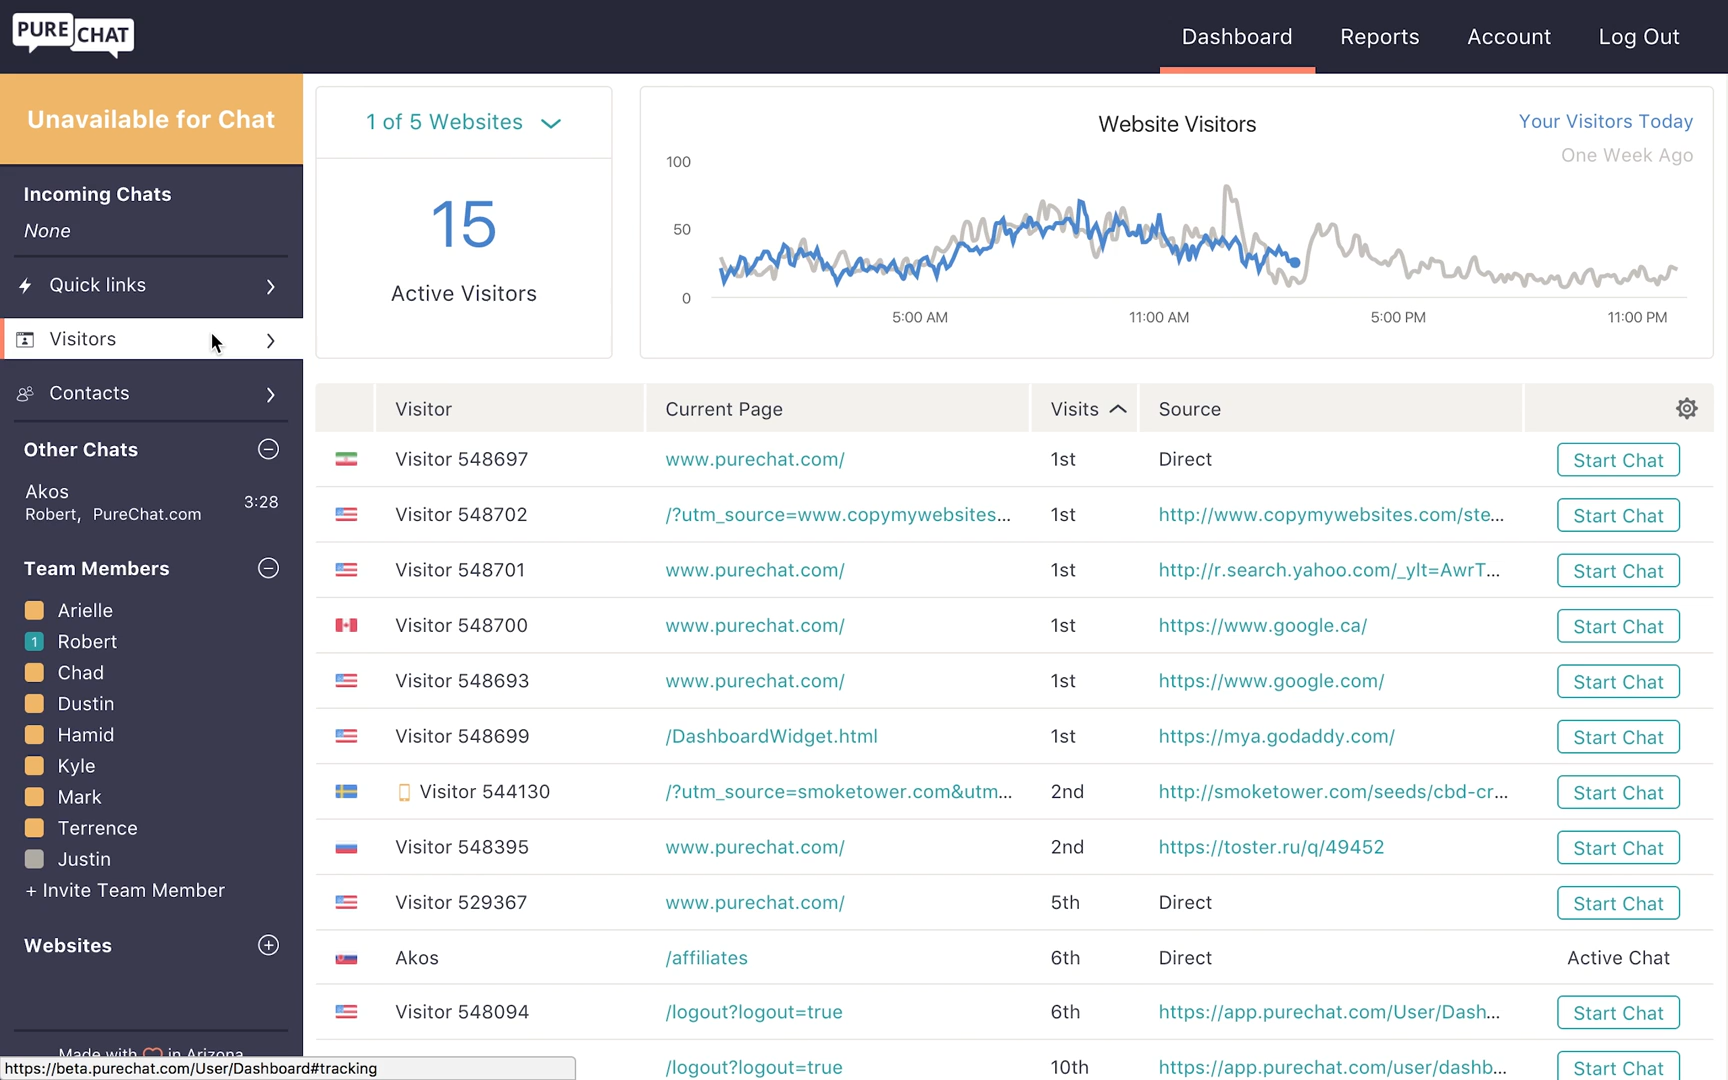 PURE CHAT
Dashboard
Reports
Account
Log Out
Unavailable for Chat
Incoming Chats
None
Quick links
Visitors
Contacts
Other Chats
Akos
Robert, PureChat.com
3:28
Team Members
Arielle
1 Robert
Chad
Dustin
Hamid
Kyle
Mark
Terrence
Justin
+ Invite Team Member
Websites
Made with in Arizona
https://beta.purechat.com/User/Dashboard#tracking
1 of 5 Websites
15
Active Visitors
Website Visitors
Your Visitors Today
One Week Ago
100
50
0
5:00 AM
11:00 AM
5:00 PM
11:00 PM
Visitor Current Page Visits Source
Visitor 548697 www.purechat.com/ 1st Direct Start Chat
Visitor 548702 /?utm_source=www.copymywebsites... 1st http://www.copymywebsites.com/ste... Start Chat
Visitor 548701 www.purechat.com/ 1st http://r.search.yahoo.com/_ylt=AwrT... Start Chat
Visitor 548700 www.purechat.com/ 1st https://www.google.ca/ Start Chat
Visitor 548693 www.purechat.com/ 1st https://www.google.com/ Start Chat
Visitor 548699 /DashboardWidget.html 1st https://mya.godaddy.com/ Start Chat
Visitor 544130 /?utm_source=smoketower.com&utm... 2nd http://smoketower.com/seeds/cbd-cr... Start Chat
Visitor 548395 www.purechat.com/ 2nd https://toster.ru/q/49452 Start Chat
Visitor 529367 www.purechat.com/ 5th Direct Start Chat
Akos /affiliates 6th Direct Active Chat
Visitor 548094 /logout?logout=true 6th https://app.purechat.com/User/Dash... Start Chat
/logout?logout=true 10th https://app.purechat.com/user/dashb... Start Chat